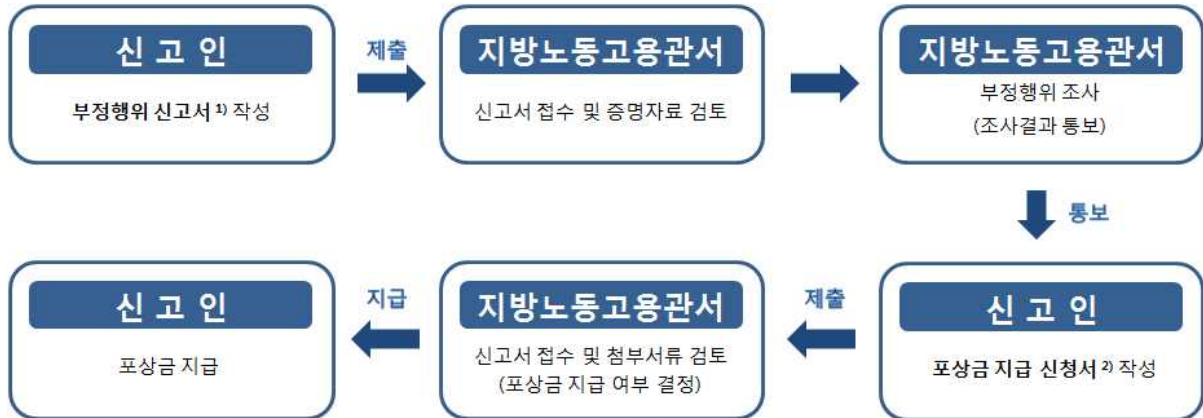 신 고 인
부정행위 신고서 1) 작성
제출
지방노동고용관서
신고서 접수 및 증명자료 검토
지방노동고용관서
부정행위 조사
(조사결과 통보)
통보
신 고 인
포상금 지급 신청서 2) 작성
제출
지방노동고용관서
신고서 접수 및 첨부서류 검토
(포상금 지급 여부 결정)
지급
신 고 인
포상금 지급